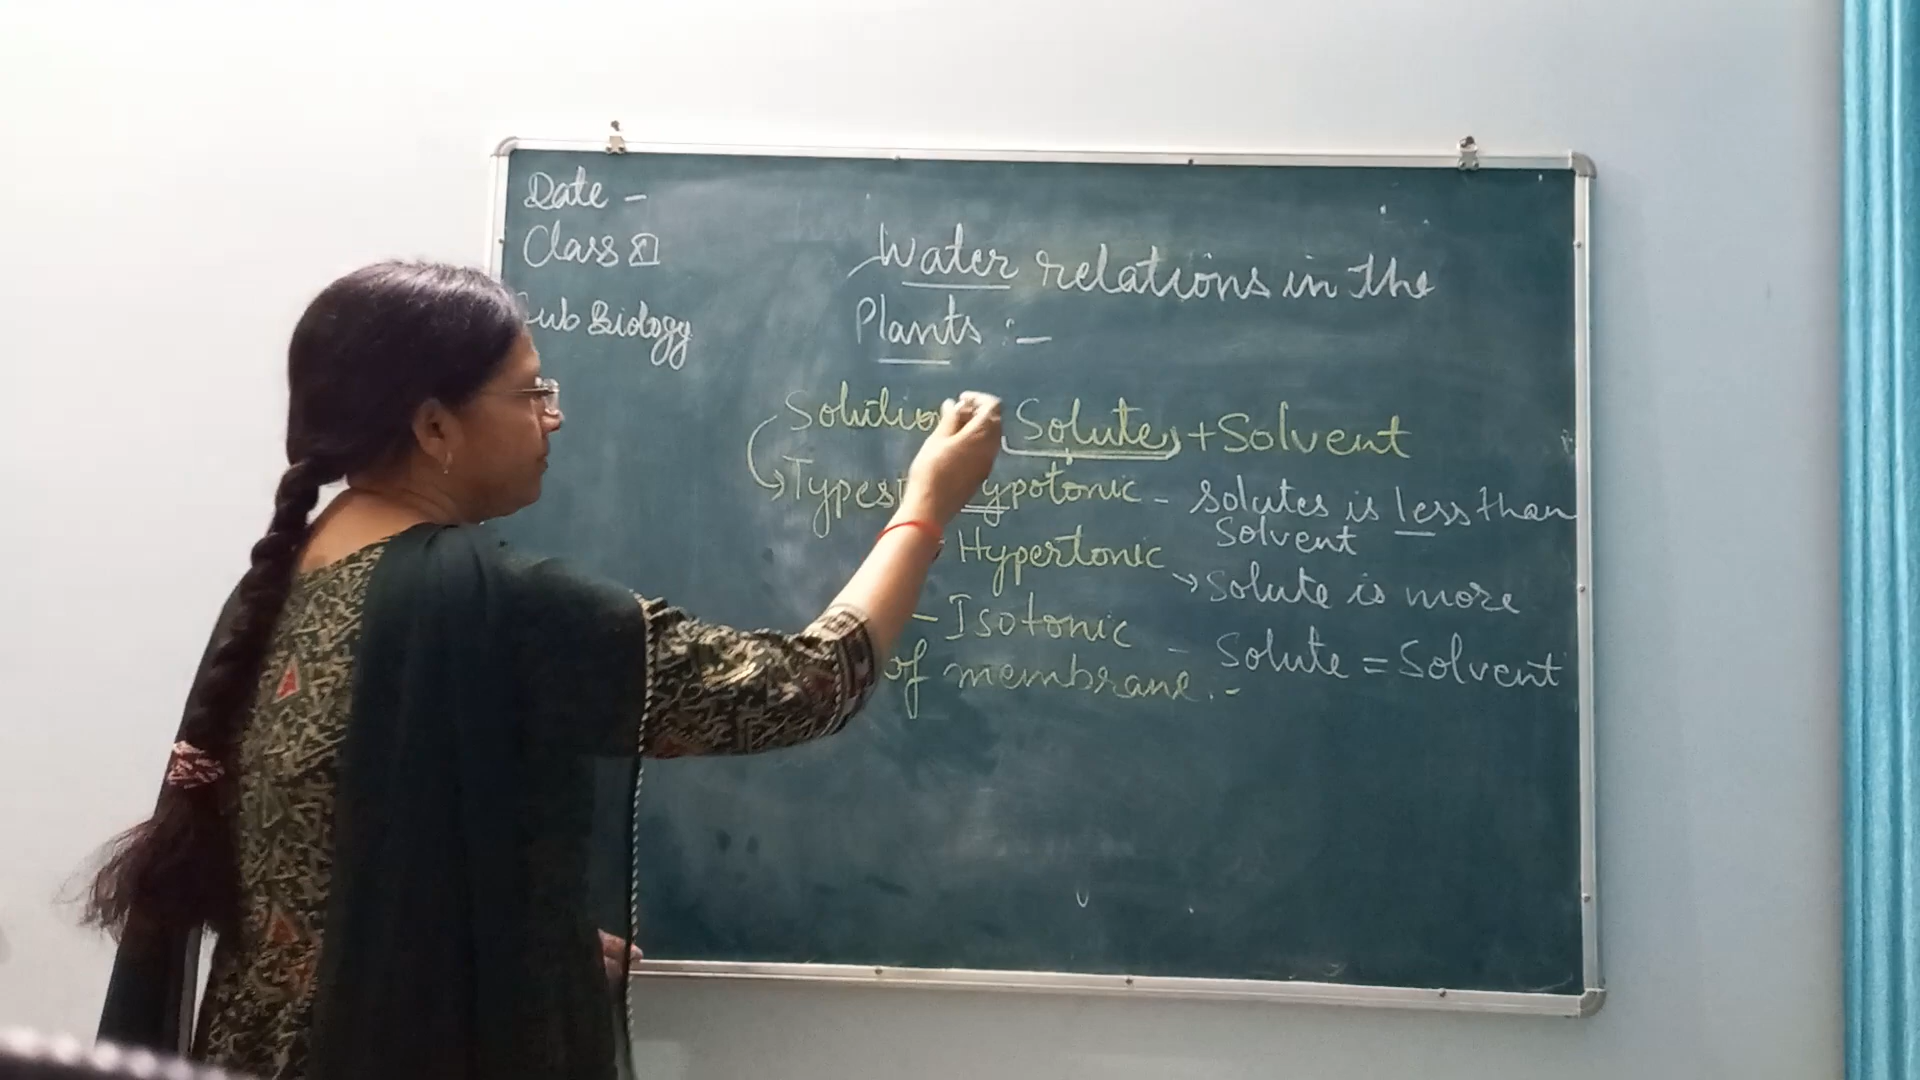 Date -
Class XI
Sub Biology
Water relations in the
Plants :-
Solution Solute + Solvent
Types Hypotonic - solutes is less than
Solvent
Hypertonic
→ Solute is more
- Isotonic
- Solute = Solvent
of membrane :-